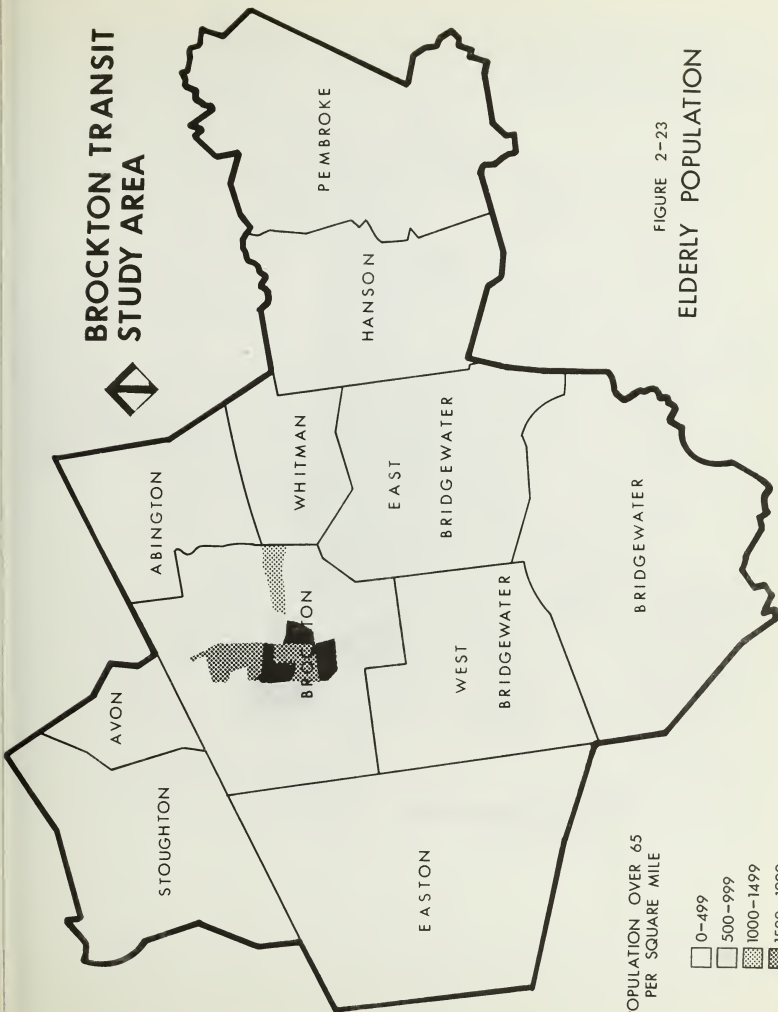 BROCKTON TRANSIT
STUDY AREA
PEMBROKE
HANSON
WHITMAN
ABINGTON
EAST
BRIDGEWATER
BRIDGEWATER
WEST
BRIDGEWATER
BROCKTON
AVON
STOUGHTON
EASTON
FIGURE 2-23
ELDERLY POPULATION
OPULATION OVER 65
PER SQUARE MILE
0-499
500-999
1000-1499